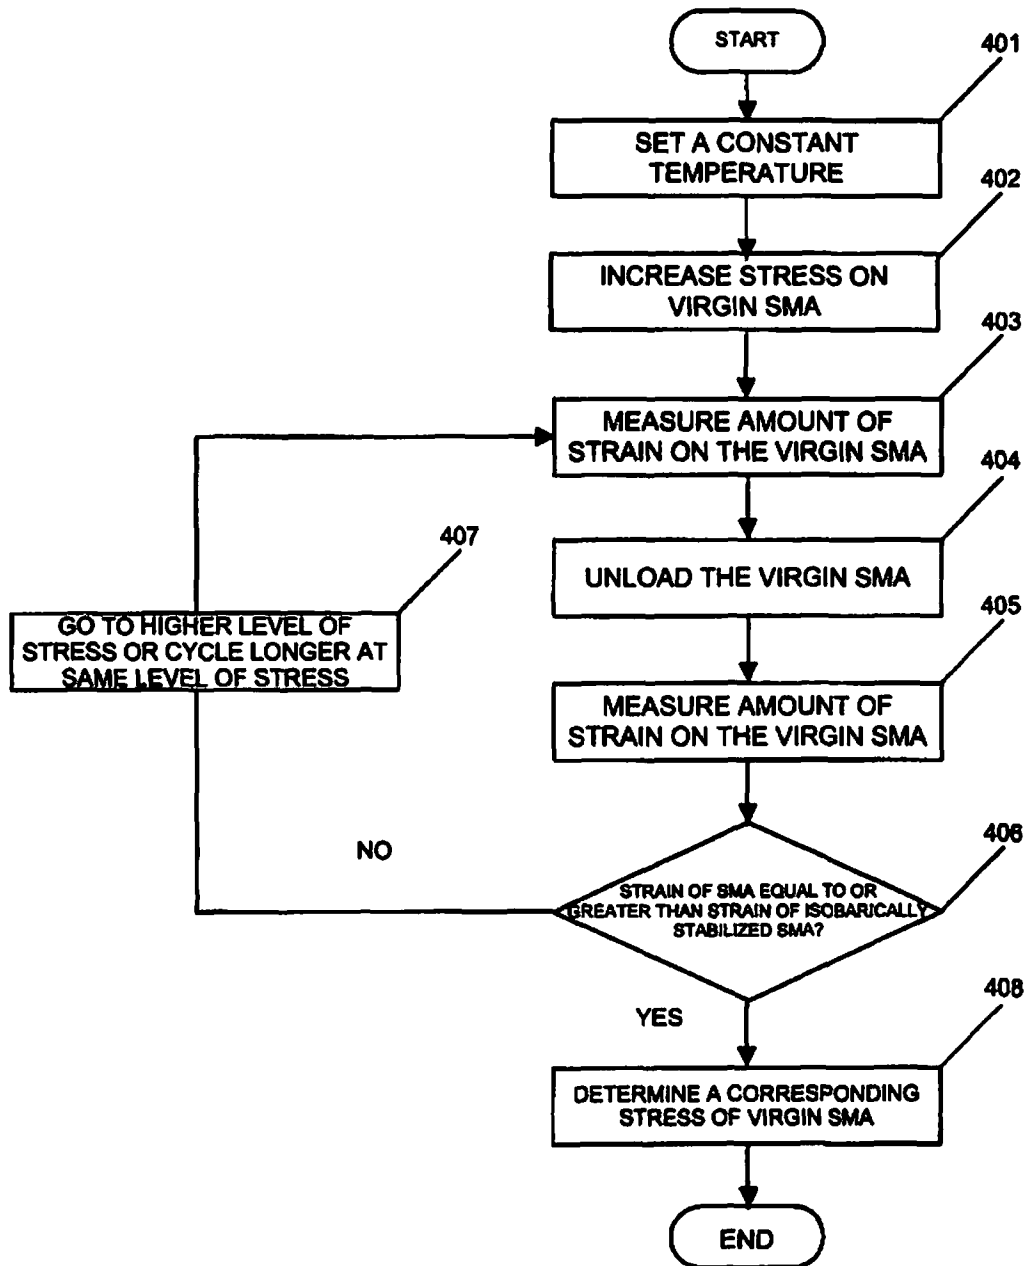 START
401
SET A CONSTANT
TEMPERATURE
402
INCREASE STRESS ON
VIRGIN SMA
403
MEASURE AMOUNT OF
STRAIN ON THE VIRGIN SMA
404
UNLOAD THE VIRGIN SMA
407
GO TO HIGHER LEVEL OF
STRESS OR CYCLE LONGER AT
SAME LEVEL OF STRESS
405
MEASURE AMOUNT OF
STRAIN ON THE VIRGIN SMA
406
NO
STRAIN OF SMA EQUAL TO OR
GREATER THAN STRAIN OF ISOBARICALLY
STABILIZED SMA?
YES
408
DETERMINE A CORRESPONDING
STRESS OF VIRGIN SMA
END